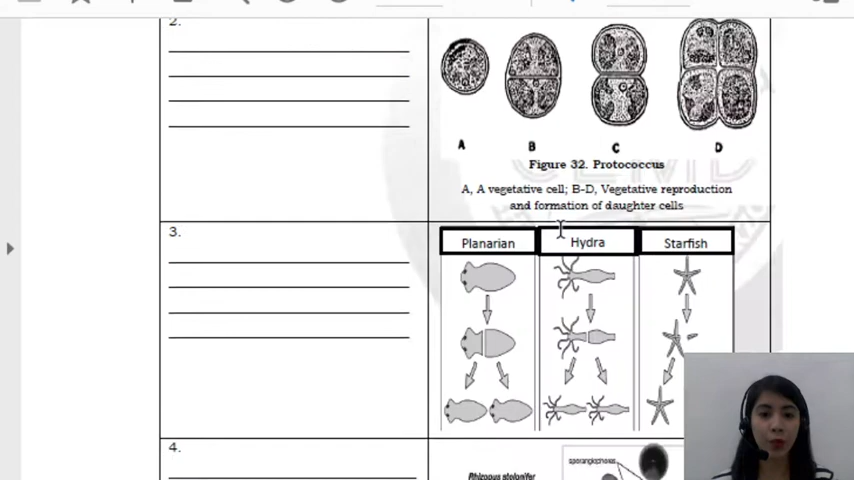 2.
A
B
C
D
Figure 32. Protococcus
A, A vegetative cell; B-D, Vegetative reproduction
and formation of daughter cells
3.
Planarian
Hydra
Starfish
4.
Rhizopus stolonifer
sporangiophores